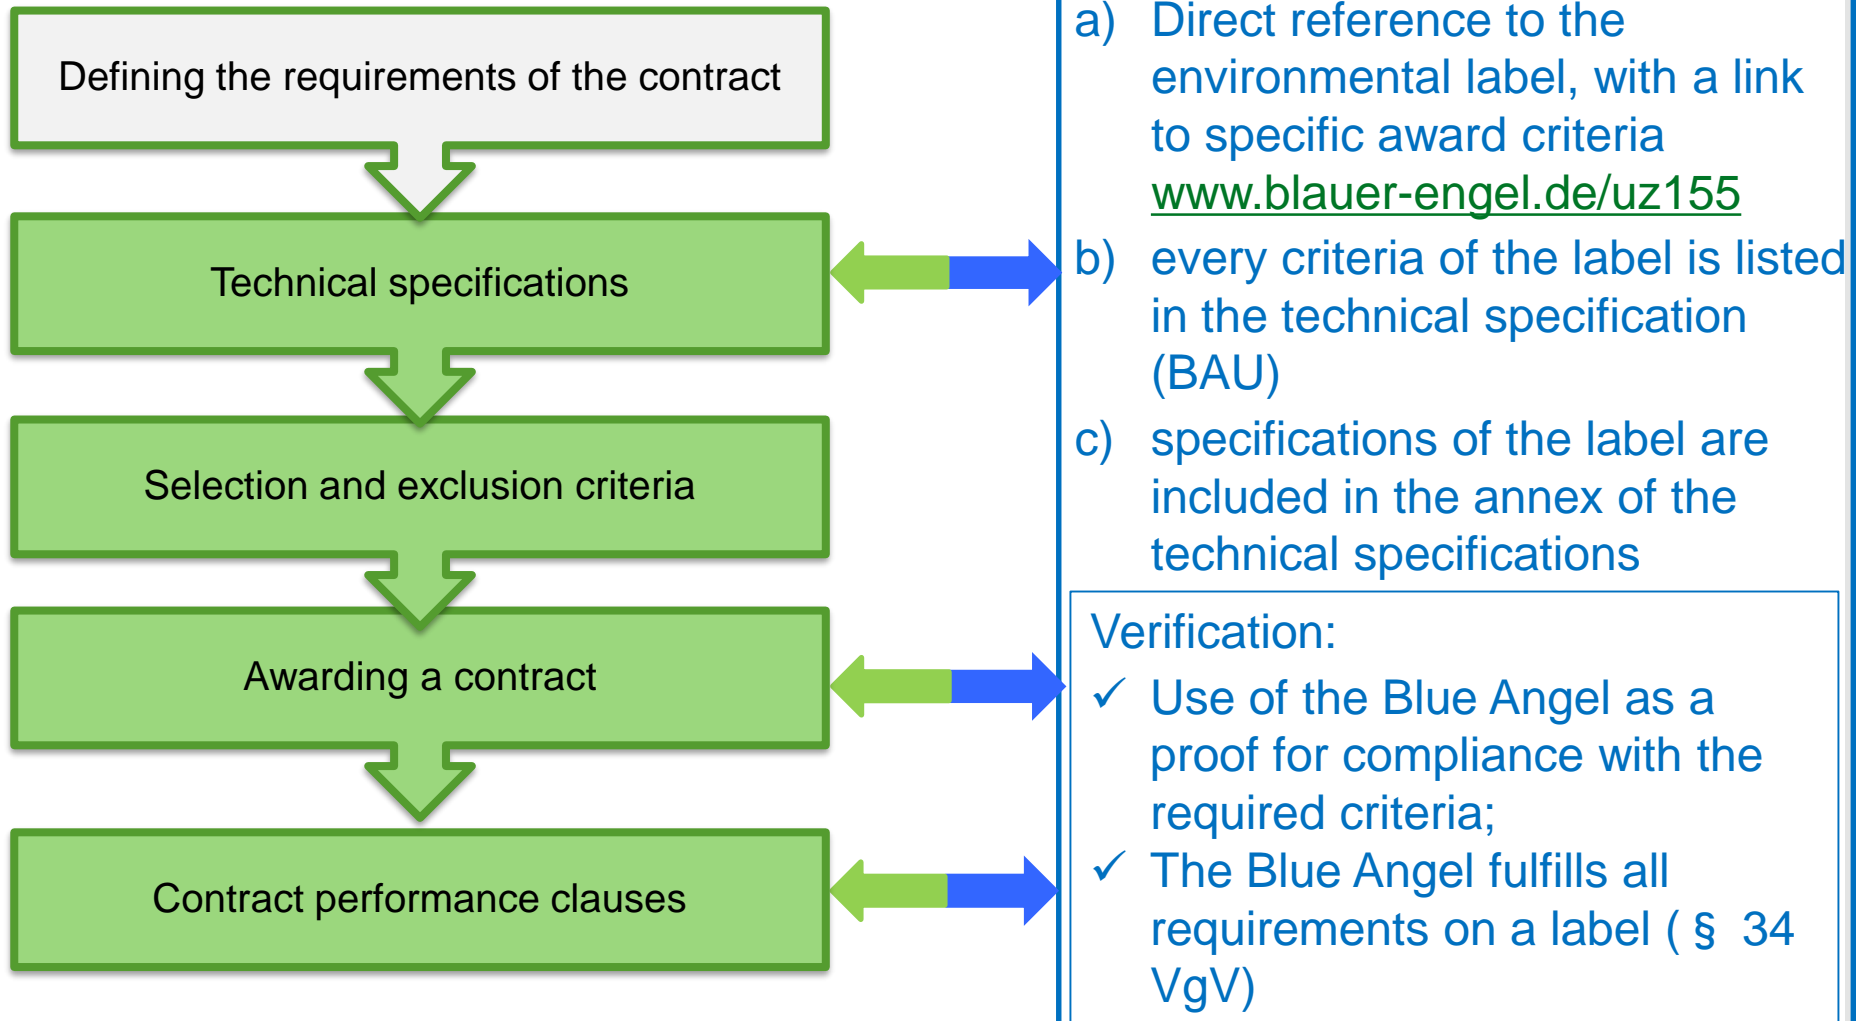 Defining the requirements of the contract
Technical specifications
Selection and exclusion criteria
Awarding a contract
Contract performance clauses
a) Direct reference to the
environmental label, with a link
to specific award criteria
www.blauer-engel.de/uz155
b) every criteria of the label is listed
in the technical specification
(BAU)
c) specifications of the label are
included in the annex of the
technical specifications
Verification:
✓ Use of the Blue Angel as a
proof for compliance with the
required criteria;
✓ The Blue Angel fulfills all
requirements on a label ( § 34
VgV)